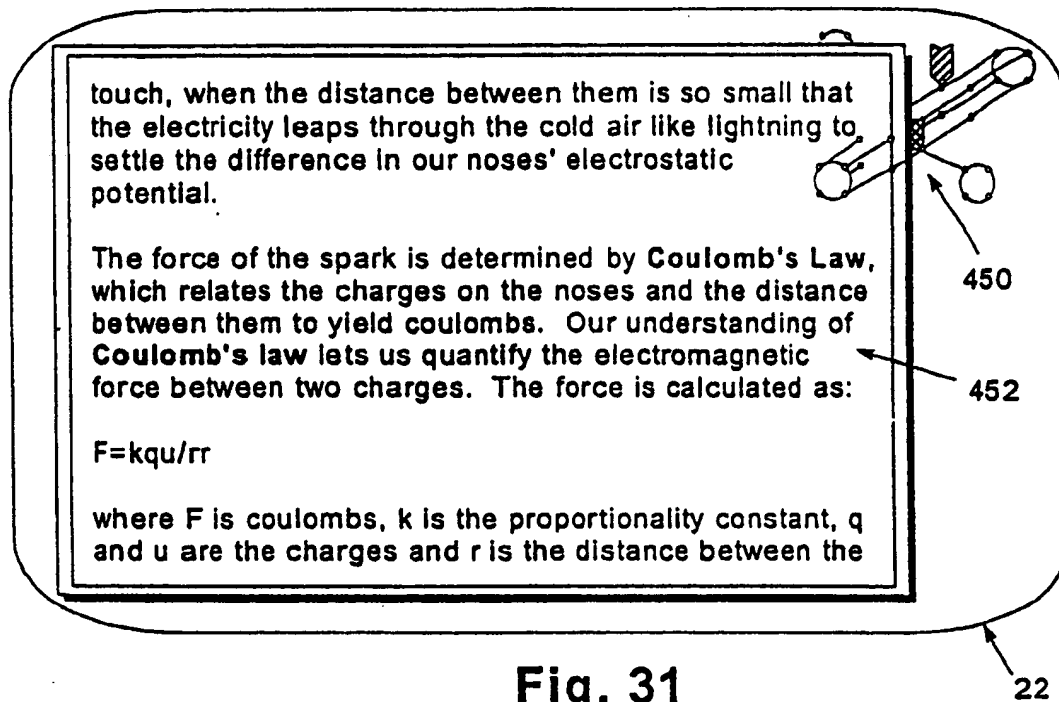 touch, when the distance between them is so small that
the electricity leaps through the cold air like lightning to
settle the difference in our noses' electrostatic
potential.
The force of the spark is determined by Coulomb's Law,
which relates the charges on the noses and the distance
between them to yield coulombs. Our understanding of
Coulomb's law lets us quantify the electromagnetic
force between two charges. The force is calculated as:
F=kqu/rr
where F is coulombs, k is the proportionality constant, q
and u are the charges and r is the distance between the
450
452
22
Fig. 31